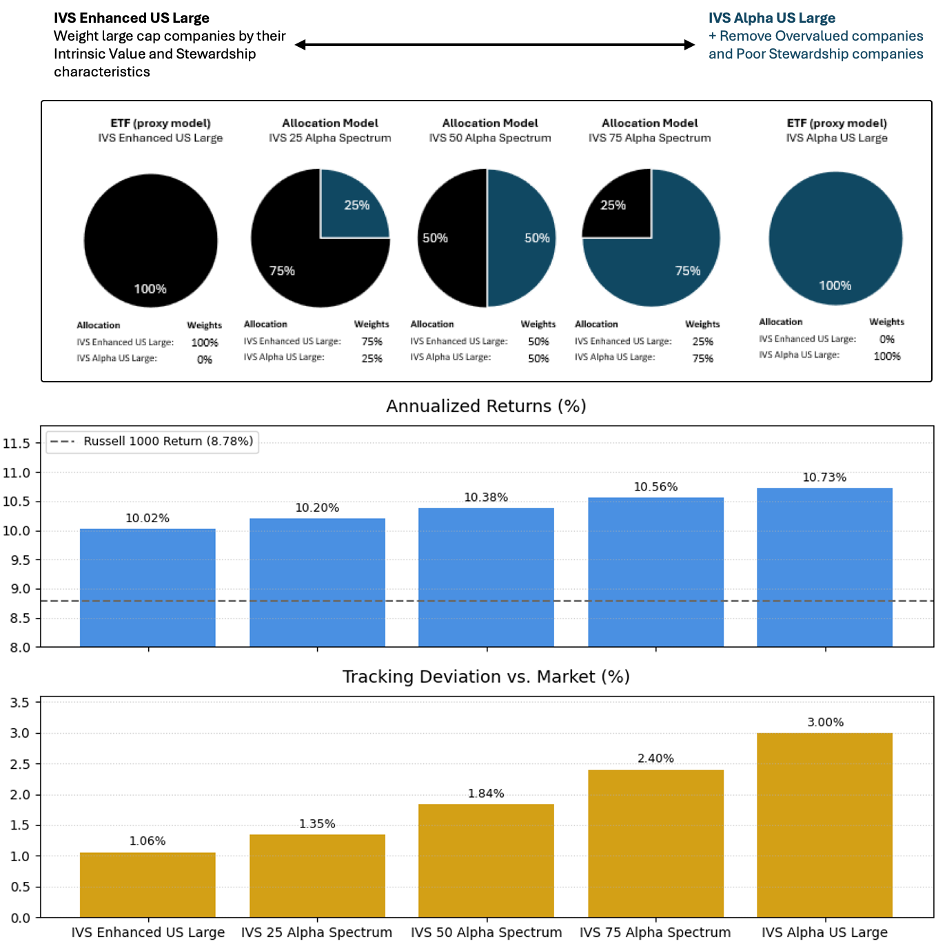 IVS Enhanced US Large
Weight large cap companies by their
Intrinsic Value and Stewardship
characteristics
IVS Alpha US Large
+ Remove Overvalued companies
and Poor Stewardship companies
ETF (proxy model)
IVS Enhanced US Large
100%
Allocation Weights
IVS Enhanced US Large: 100%
IVS Alpha US Large: 0%
Allocation Model
IVS 25 Alpha Spectrum
25%
75%
Allocation Weights
IVS Enhanced US Large: 75%
IVS Alpha US Large: 25%
Allocation Model
IVS 50 Alpha Spectrum
50% 50%
Allocation Weights
IVS Enhanced US Large: 50%
IVS Alpha US Large: 50%
Allocation Model
IVS 75 Alpha Spectrum
25%
75%
Allocation Weights
IVS Enhanced US Large: 25%
IVS Alpha US Large: 75%
ETF (proxy model)
IVS Alpha US Large
100%
Allocation Weights
IVS Enhanced US Large: 0%
IVS Alpha US Large: 100%
Annualized Returns (%)
Russell 1000 Return (8.78%)
11.5
11.0
10.5
10.0
9.5
9.0
8.5
8.0
10.02%
10.20%
10.38%
10.56%
10.73%
Tracking Deviation vs. Market (%)
3.5
3.0
2.5
2.0
1.5
1.0
0.5
0.0
1.06%
1.35%
1.84%
2.40%
3.00%
IVS Enhanced US Large
IVS 25 Alpha Spectrum
IVS 50 Alpha Spectrum
IVS 75 Alpha Spectrum
IVS Alpha US Large